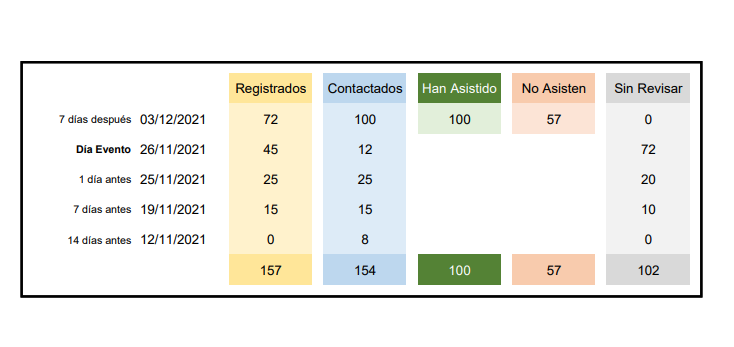 Registrados Contactados Han Asistido No Asisten Sin Revisar
7 días después 03/12/2021 72 100 100 57 0
Día Evento 26/11/2021 45 12 72
1 día antes 25/11/2021 25 25 20
7 días antes 19/11/2021 15 15 10
14 días antes 12/11/2021 0 8 0
157 154 100 57 102